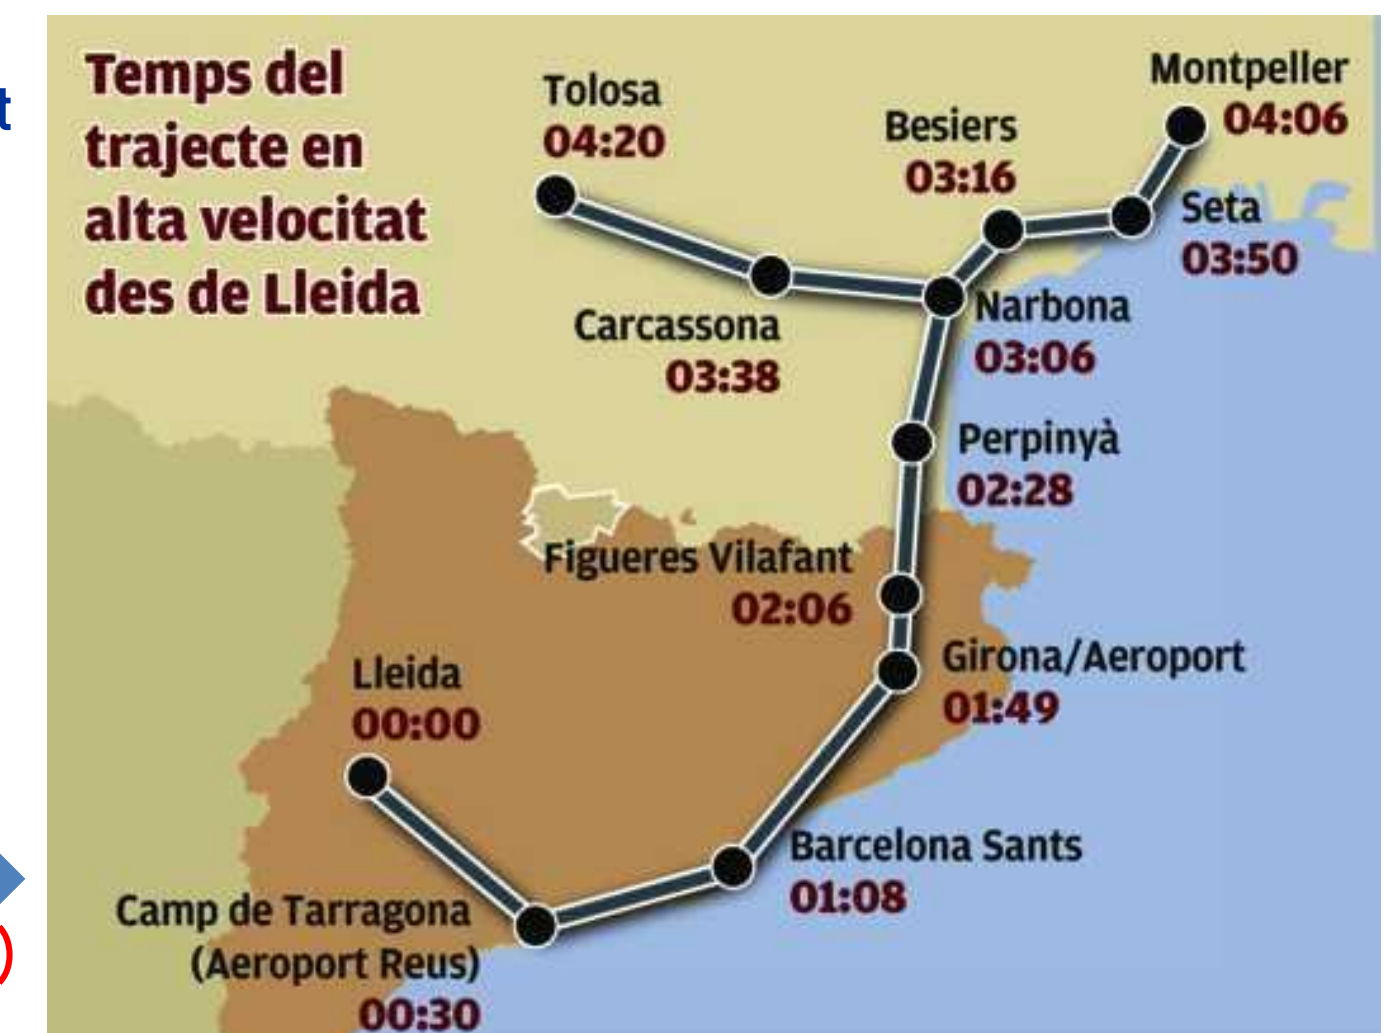 t
)
Temps del
trajecte en
alta velocitat
des de Lleida
Tolosa
04:20
Montpeller
04:06
Besiers
03:16
Seta
03:50
Narbona
03:06
Carcassona
03:38
Perpinyà
02:28
Figueres Vilafant
02:06
Girona/Aeroport
01:49
Lleida
00:00
Barcelona Sants
01:08
Camp de Tarragona
(Aeroport Reus)
00:30